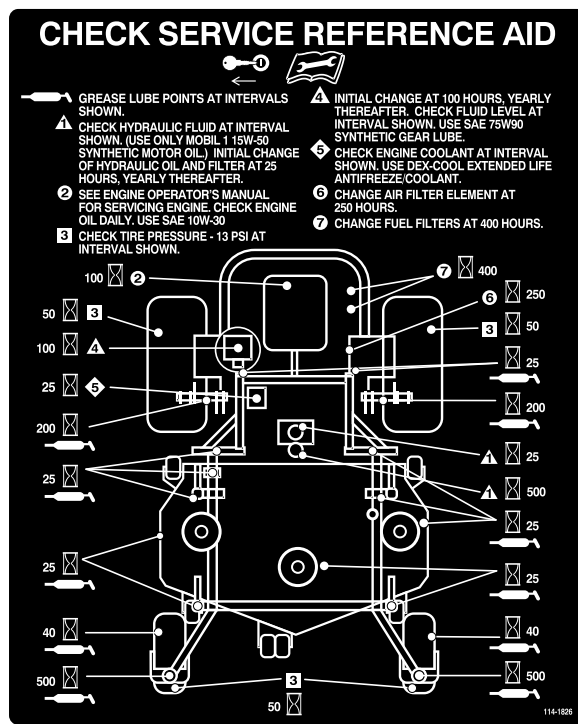 CHECK SERVICE REFERENCE AID
GREASE LUBE POINTS AT INTERVALS
SHOWN.
1 CHECK HYDRAULIC FLUID AT INTERVAL
SHOWN. (USE ONLY MOBIL 1 15W-50
SYNTHETIC MOTOR OIL.) INITIAL CHANGE
OF HYDRAULIC OIL AND FILTER AT 25
HOURS, YEARLY THEREAFTER.
2 SEE ENGINE OPERATOR'S MANUAL
FOR SERVICING ENGINE. CHECK ENGINE
OIL DAILY. USE SAE 10W-30
3 CHECK TIRE PRESSURE - 13 PSI AT
INTERVAL SHOWN.
4 INITIAL CHANGE AT 100 HOURS, YEARLY
THEREAFTER. CHECK FLUID LEVEL AT
INTERVAL SHOWN. USE SAE 75W90
SYNTHETIC GEAR LUBE.
5 CHECK ENGINE COOLANT AT INTERVAL
SHOWN. USE DEX-COOL EXTENDED LIFE
ANTIFREEZE/COOLANT.
6 CHANGE AIR FILTER ELEMENT AT
250 HOURS.
7 CHANGE FUEL FILTERS AT 400 HOURS.
100 2
7 400
6 250
50 3
3 50
100 4
25
25 5
200
200
1 25
25
1 500
25
25
25
40
40
500
500
3
50
114-1826